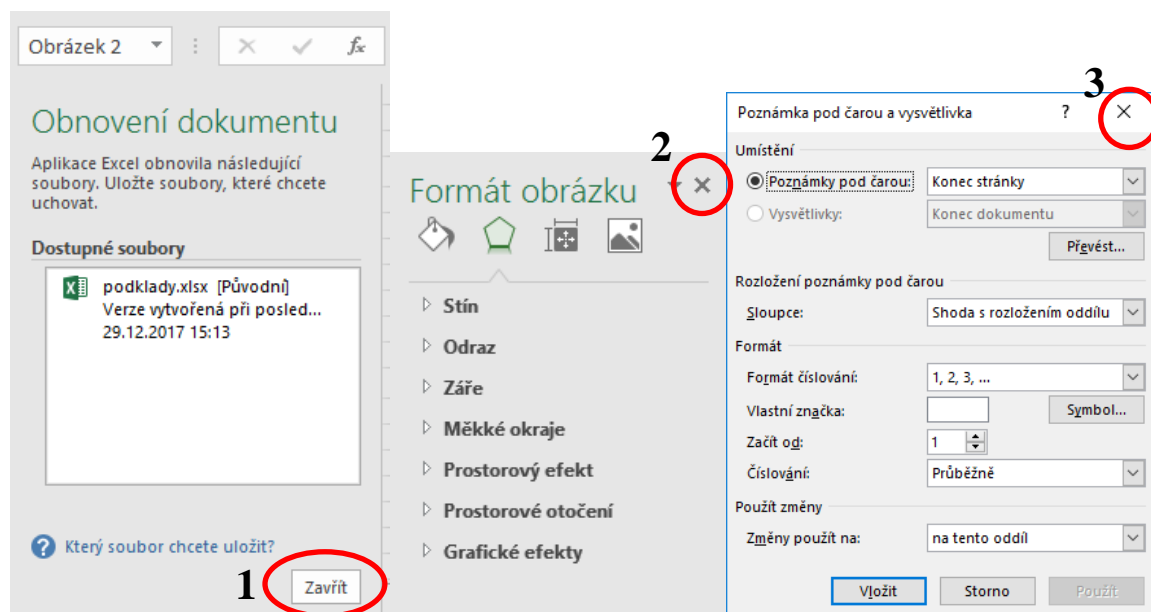 Obrázek 2
fx
Obnovení dokumentu
Aplikace Excel obnovila následující
soubory. Uložte soubory, které chcete
uchovat.
Dostupné soubory
podklady.xlsx [Původní]
Verze vytvořená při posled...
29.12.2017 15:13
Který soubor chcete uložit?
1
Zavřít
2
Formát obrázku
Stín
Odraz
Záře
Měkké okraje
Prostorový efekt
Prostorové otočení
Grafické efekty
3
Poznámka pod čarou a vysvětlivka ?
Umístění
Poznámky pod čarou: Konec stránky
Vysvětlivky: Konec dokumentu
Převést...
Rozložení poznámky pod čarou
Sloupce: Shoda s rozložením oddílu
Formát
Formát číslování: 1, 2, 3, ...
Vlastní značka: Symbol...
Začít od: 1
Číslování: Průběžně
Použít změny
Změny použít na: na tento oddíl
Vložit Storno Použít